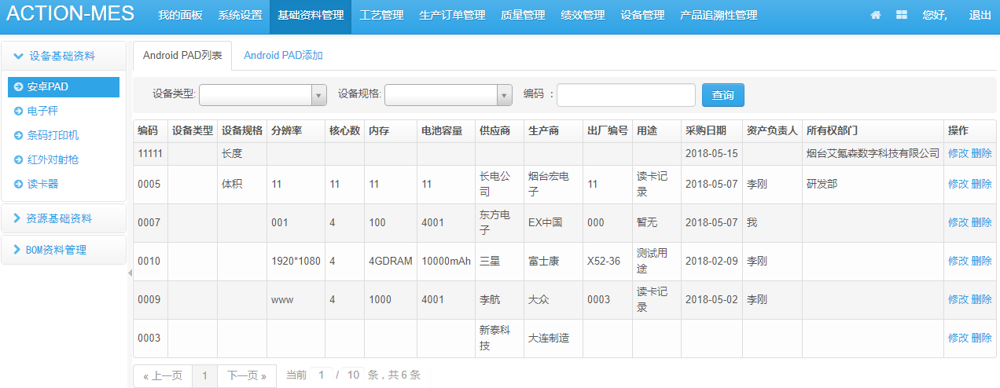 ACTION-MES 我的面板 系统设置 基础资料管理 工艺管理 生产订单管理 质量管理 绩效管理 设备管理 产品追溯性管理 您好, 退出
设备基础资料
安卓PAD
电子秤
条码打印机
红外对射枪
读卡器
资源基础资料
BOM资料管理
Android PAD列表 Android PAD添加
设备类型: 设备规格: 编码 : 查询
编码 设备类型 设备规格 分辨率 核心数 内存 电池容量 供应商 生产商 出厂编号 用途 采购日期 资产负责人 所有权部门 操作
11111 长度 2018-05-15 烟台艾氪森数字科技有限公司 修改 删除
0005 体积 11 11 11 11 长电公司 烟台宏电子 11 读卡记录 2018-05-07 李刚 研发部 修改 删除
0007 001 4 100 4001 东方电子 EX中国 000 暂无 2018-05-07 我 修改 删除
0010 1920*1080 4 4GDRAM 10000mAh 三星 富士康 X52-36 测试用途 2018-02-09 李刚 修改 删除
0009 www 4 1000 4001 李航 大众 0003 读卡记录 2018-05-02 李刚 修改 删除
0003 新泰科技 大连制造 修改 删除
« 上一页 1 下一页 » 当前 1 / 10 条，共 6 条